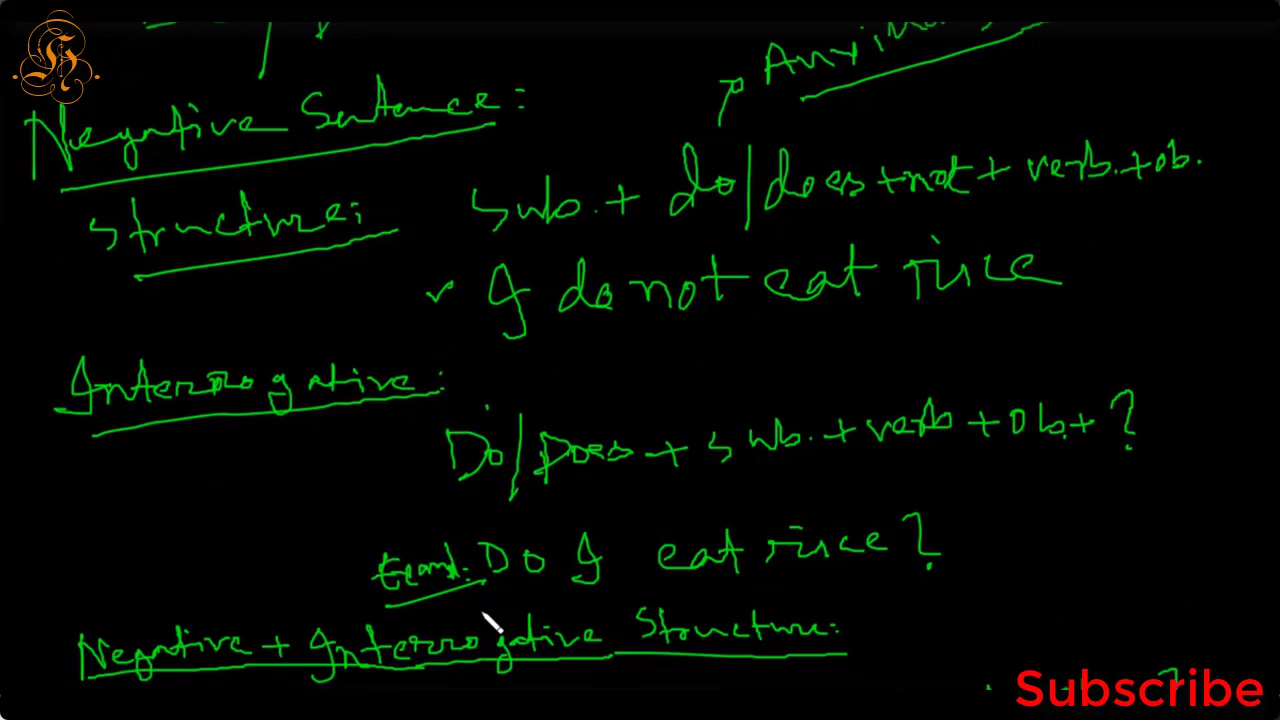 Negative Sentence:
Structure: sub. + do/does + not + verb. + ob.
I do not eat rice
Interrogative:
Do/Does + sub. + verb + ob. + ?
Do I eat rice?
Negative + Interrogative Structure:
Subscribe